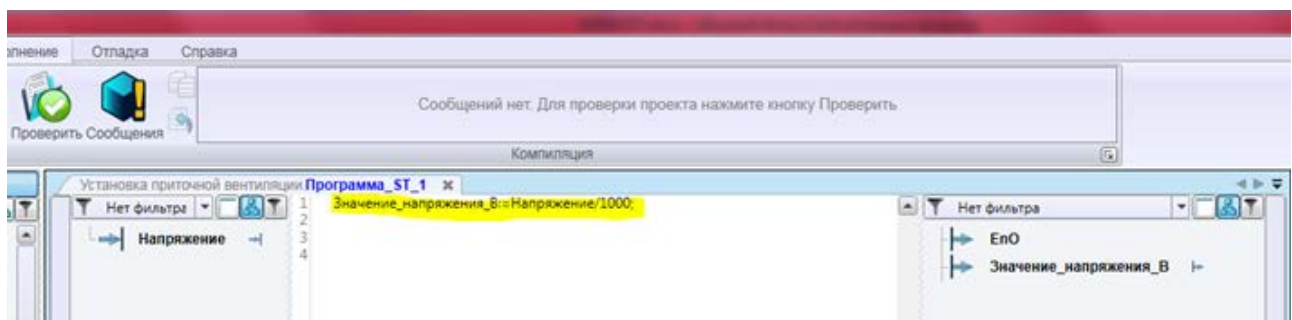 олнение Отладка Справка
Сообщений нет. Для проверки проекта нажмите кнопку Проверить
Проверить Сообщения
Компиляция
Установка приточной вентиляции.Программа_ST_1
Нет фильтра
1 Значение_напряжения_В:=Напряжение/1000;
2
3
4
Напряжение
Нет фильтра
EnO
Значение_напряжения_В